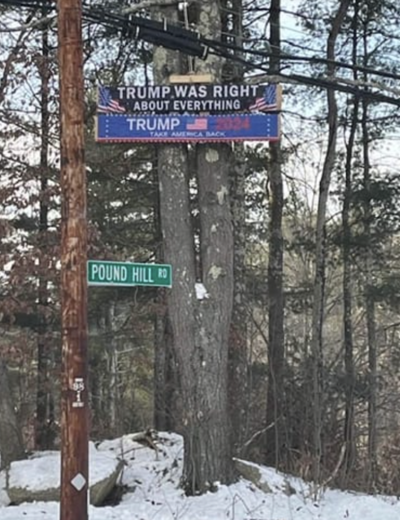 TRUMP WAS RIGHT
ABOUT EVERYTHING
TRUMP 2024
TAKE AMERICA BACK
POUND HILL RD